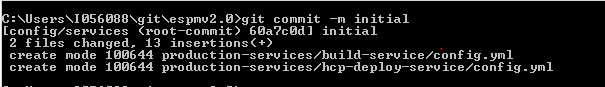 C:\Users\I056088\git\espmv2.0>git commit -m initial
[config/services (root-commit) 60a7c0d] initial
 2 files changed, 13 insertions(+)
 create mode 100644 production-services/build-service/config.yml
 create mode 100644 production-services/hcp-deploy-service/config.yml